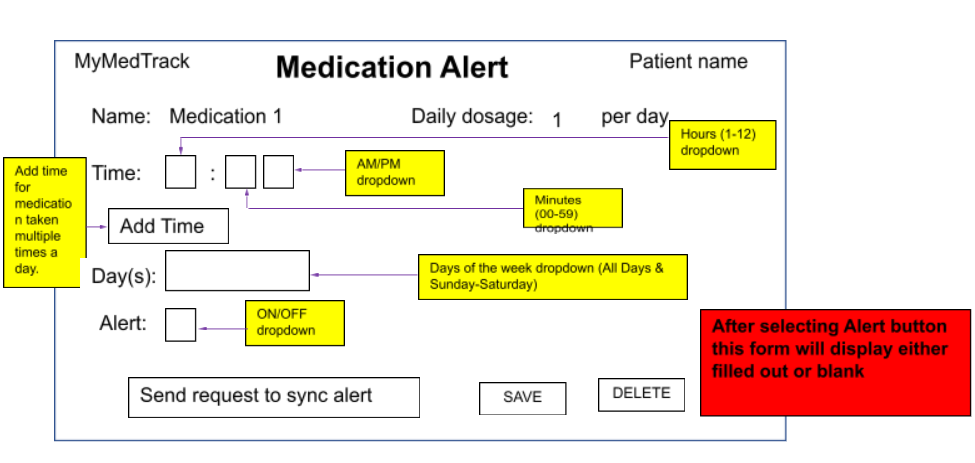 MyMedTrack
Medication Alert
Patient name
Name: Medication 1
Daily dosage: 1 per day
Hours (1-12)
dropdown
Add time
for
medicatio
n taken
multiple
times a
day.
Time: :
AM/PM
dropdown
Minutes
(00-59)
dropdown
Add Time
Day(s):
Days of the week dropdown (All Days &
Sunday-Saturday)
Alert:
ON/OFF
dropdown
After selecting Alert button
this form will display either
filled out or blank
Send request to sync alert
SAVE
DELETE